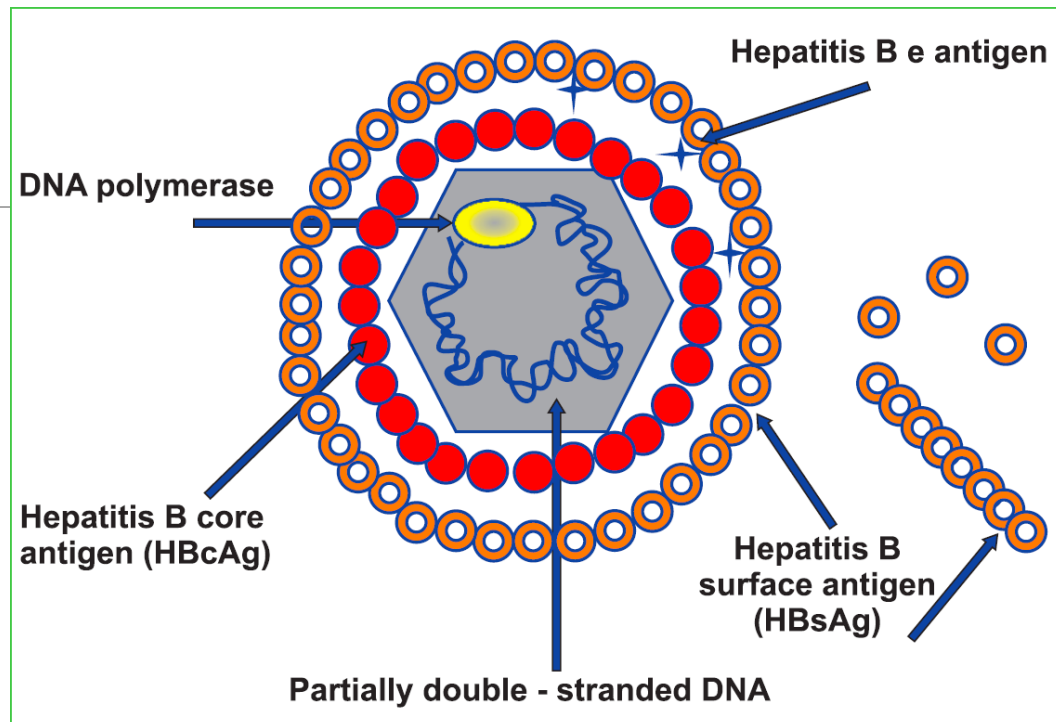 Hepatitis B e antigen
DNA polymerase
Hepatitis B core
antigen (HBcAg)
Hepatitis B
surface antigen
(HBsAg)
Partially double - stranded DNA